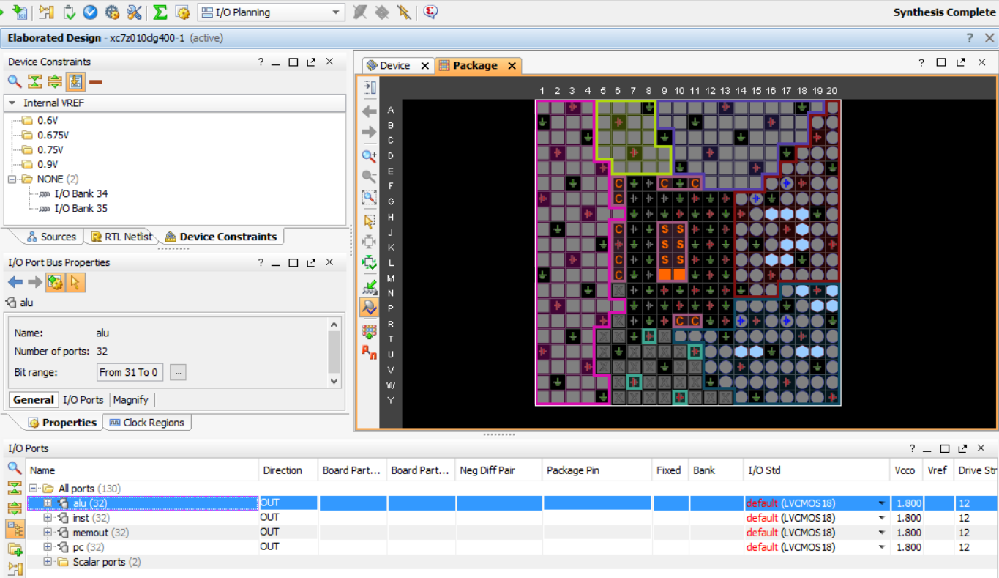 I/O Planning
Synthesis Complete
Elaborated Design - xc7z010clg400-1 (active)
Device Constraints
Internal VREF
0.6V
0.675V
0.75V
0.9V
NONE (2)
I/O Bank 34
I/O Bank 35
Sources
RTL Netlist
Device Constraints
I/O Port Bus Properties
alu
Name: alu
Number of ports: 32
Bit range: From 31 To 0 ...
General I/O Ports Magnify
Properties Clock Regions
Device
Package
1 2 3 4 5 6 7 8 9 10 11 12 13 14 15 16 17 18 19 20
A
B
C
D
E
F C C C
G C
H
J C S S
K S S
L C S S
M C
N
P
R C C
T
U
V
W
Y
I/O Ports
Name Direction Board Part... Board Part... Neg Diff Pair Package Pin Fixed Bank I/O Std Vcco Vref Drive Str
All ports (130)
alu (32) OUT default (LVCMOS18) 1.800 12
inst (32) OUT default (LVCMOS18) 1.800 12
memout (32) OUT default (LVCMOS18) 1.800 12
pc (32) OUT default (LVCMOS18) 1.800 12
Scalar ports (2)